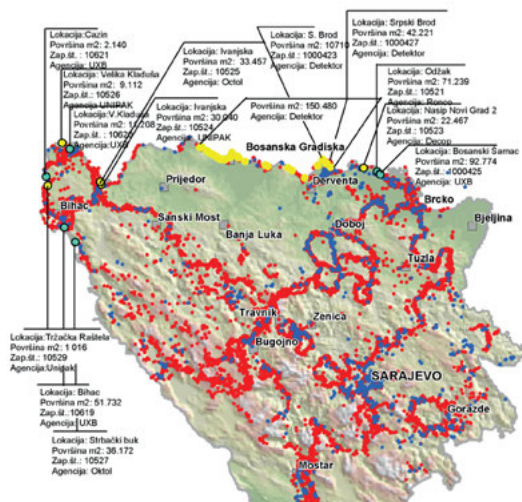 Lokacija:Cazin
Površina m2: 2.140
Zap.št. : 10621
Agencija: UXB
Lokacija: Velika Kladuša
Površina m2: 9.112
Zap.št. : 10526
Agencija:UNIPAK
Lokacija:V.Kladuša
Površina m2 : 11.208
Zap.št. : 10620
Agencija:UXB
Lokacija: Ivanjska
Površina m2: 33.457
Zap.št. : 10525
Agencija: Octol
Lokacija: Ivanjska
Površina m2: 30.040
Zap.št. : 10524
Agencija: UNIPAK
Lokacija: S. Brod
Površina m2: 10710
Zap.št. : 1000423
Agencija: Detektor
Površina m2: 150.480
Agencija: Detektor
Lokacija: Srpski Brod
Površina m2: 42.221
Zap.št. : 1000427
Agencija: Detektor
Lokacija: Odžak
Površina m2: 71.239
Zap.št. : 10521
Agencija: Ronco
Lokacija: Nasip Novi Grad 2
Površina m2: 22.467
Zap.št. : 10523
Agencija: Decop
Lokacija: Bosanski Šamac
Površina m2: 92.774
Zap.št. : 1000425
Agencija: UXB
Bosanska Gradiska
Derventa
Prijedor
Brcko
Bihac
Sanski Most
Banja Luka
Doboj
Bjeljina
Tuzla
Travnik
Zenica
Bugojno
SARAJEVO
Gorazde
Mostar
Lokacija:Tržačka Raštela
Površina m2: 1 016
Zap.št. : 10529
Agencija:Unipak
Lokacija: Bihac
Površina m2: 51.732
Zap.št.: 10619
Agencija: UXB
Lokacija: Strbački buk
Površina m2: 36.172
Zap.št.: 10527
Agencija: Oktol